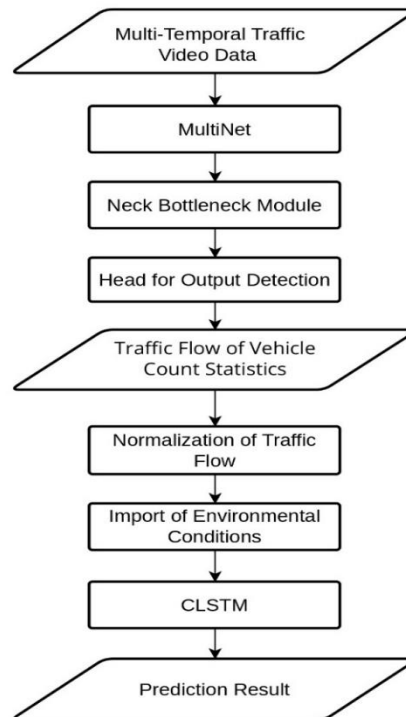 Multi-Temporal Traffic
Video Data
MultiNet
Neck Bottleneck Module
Head for Output Detection
Traffic Flow of Vehicle
Count Statistics
Normalization of Traffic
Flow
Import of Environmental
Conditions
CLSTM
Prediction Result